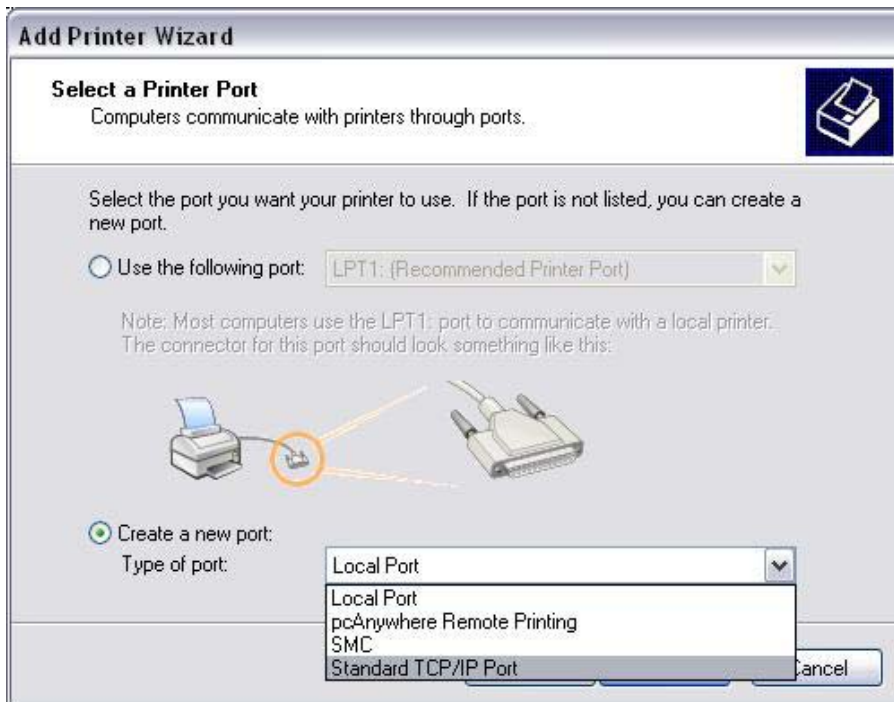 Add Printer Wizard
Select a Printer Port
Computers communicate with printers through ports.
Select the port you want your printer to use. If the port is not listed, you can create a
new port.
Use the following port: LPT1: (Recommended Printer Port)
Note: Most computers use the LPT1: port to communicate with a local printer.
The connector for this port should look something like this:
Create a new port:
Type of port: Local Port
Local Port
pcAnywhere Remote Printing
SMC
Standard TCP/IP Port
Cancel